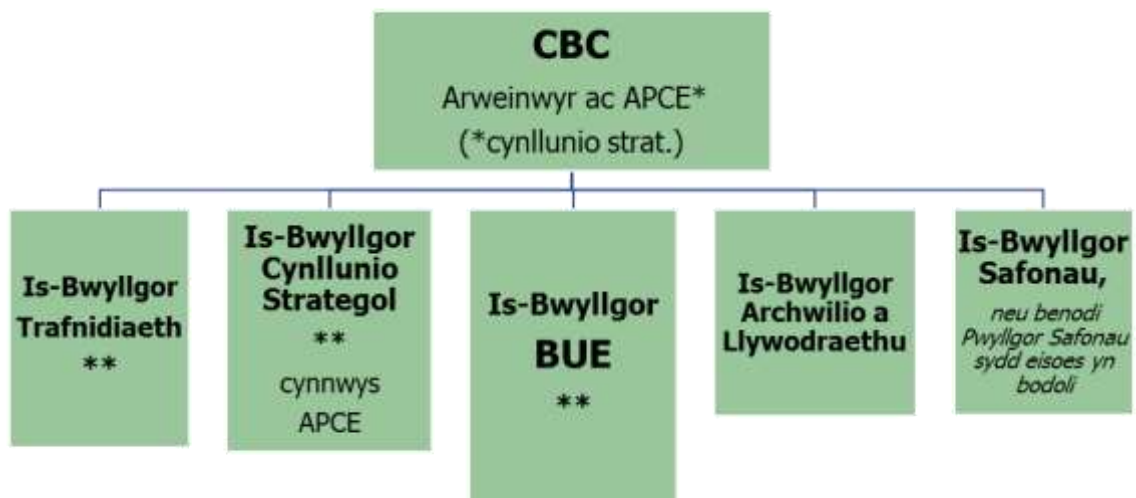 CBC
Arweinwyr ac APCE*
(*cynllunio strat.)
Is-Bwyllgor
Trafnidiaeth
**
Is-Bwyllgor
Cynllunio
Strategol
**
cynnwys
APCE
Is-Bwyllgor
BUE
**
Is-Bwyllgor
Archwilio a
Llywodraethu
Is-Bwyllgor
Safonau,
neu benodi
Pwyllgor Safonau
sydd eisoes yn
bodoli